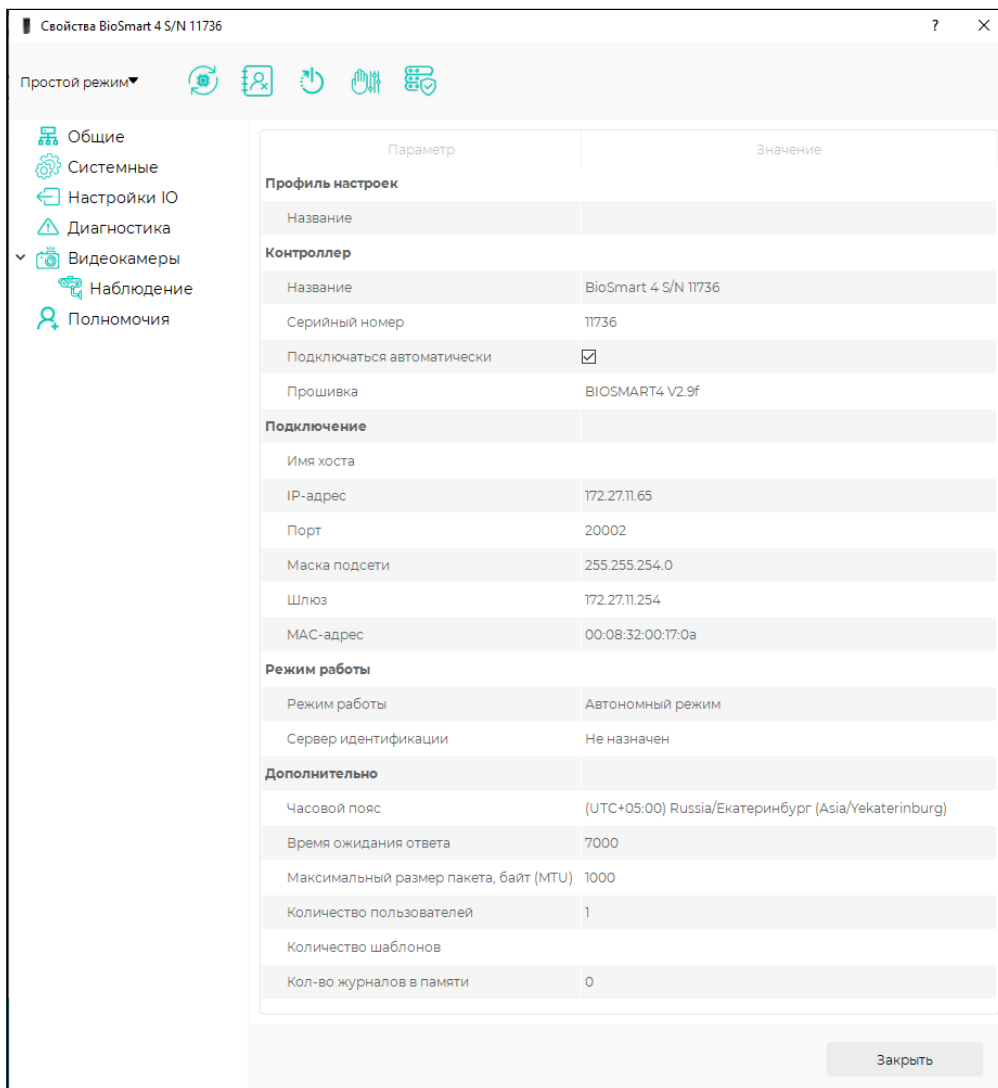 Свойства BioSmart 4 S/N 11736 ?
Простой режим
Общие
Системные
Настройки IO
Диагностика
Видеокамеры
Наблюдение
Полномочия
Параметр Значение
Профиль настроек
Название
Контроллер
Название BioSmart 4 S/N 11736
Серийный номер 11736
Подключаться автоматически
Прошивка BIOSMART4 V2.9f
Подключение
Имя хоста
IP-адрес 172.27.11.65
Порт 20002
Маска подсети 255.255.254.0
Шлюз 172.27.11.254
MAC-адрес 00:08:32:00:17:0a
Режим работы
Режим работы Автономный режим
Сервер идентификации Не назначен
Дополнительно
Часовой пояс (UTC+05:00) Russia/Екатеринбург (Asia/Yekaterinburg)
Время ожидания ответа 7000
Максимальный размер пакета, байт (MTU) 1000
Количество пользователей 1
Количество шаблонов
Кол-во журналов в памяти 0
Закрыть